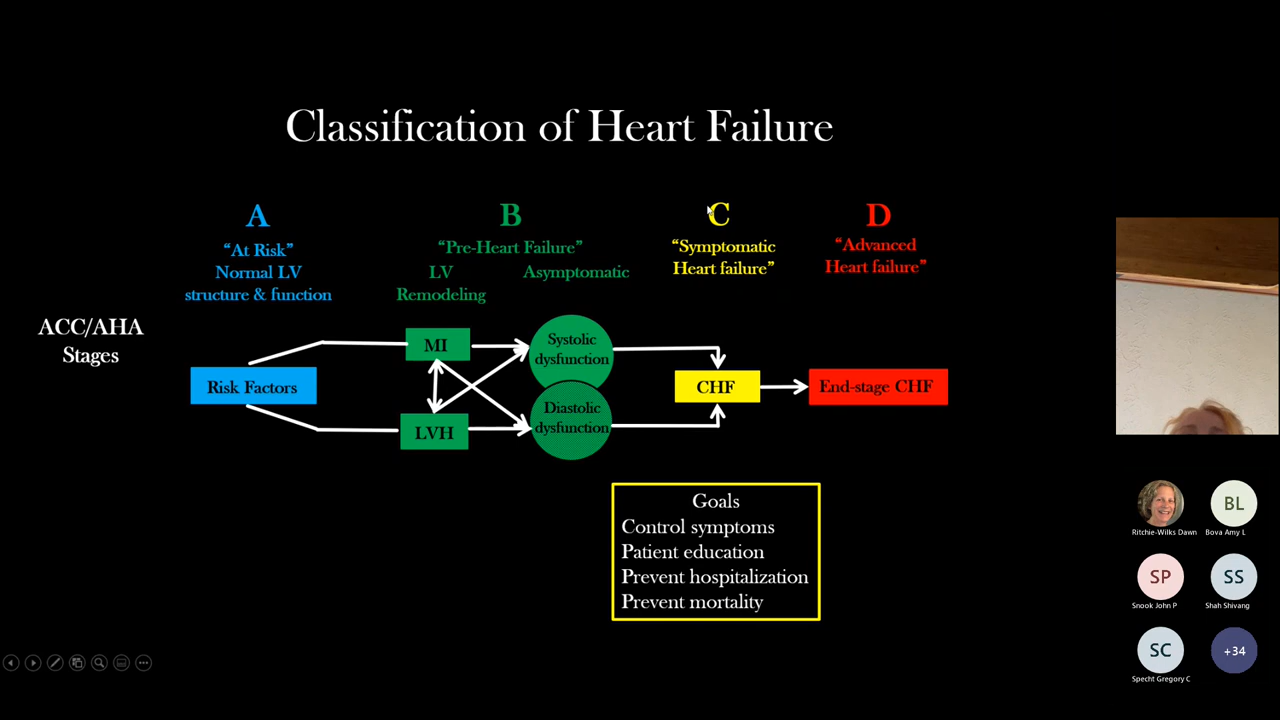 Classification of Heart Failure
A
"At Risk"
Normal LV
structure & function
B
"Pre-Heart Failure"
LV
Remodeling
Asymptomatic
C
"Symptomatic
Heart failure"
D
"Advanced
Heart failure"
ACC/AHA
Stages
Risk Factors
MI
LVH
Systolic
dysfunction
Diastolic
dysfunction
CHF
End-stage CHF
Goals
Control symptoms
Patient education
Prevent hospitalization
Prevent mortality
Ritchie-Wilks Dawn
BL
Bova Amy L
SP
Snook John P
SS
Shah Shivang
SC
Specht Gregory C
+34